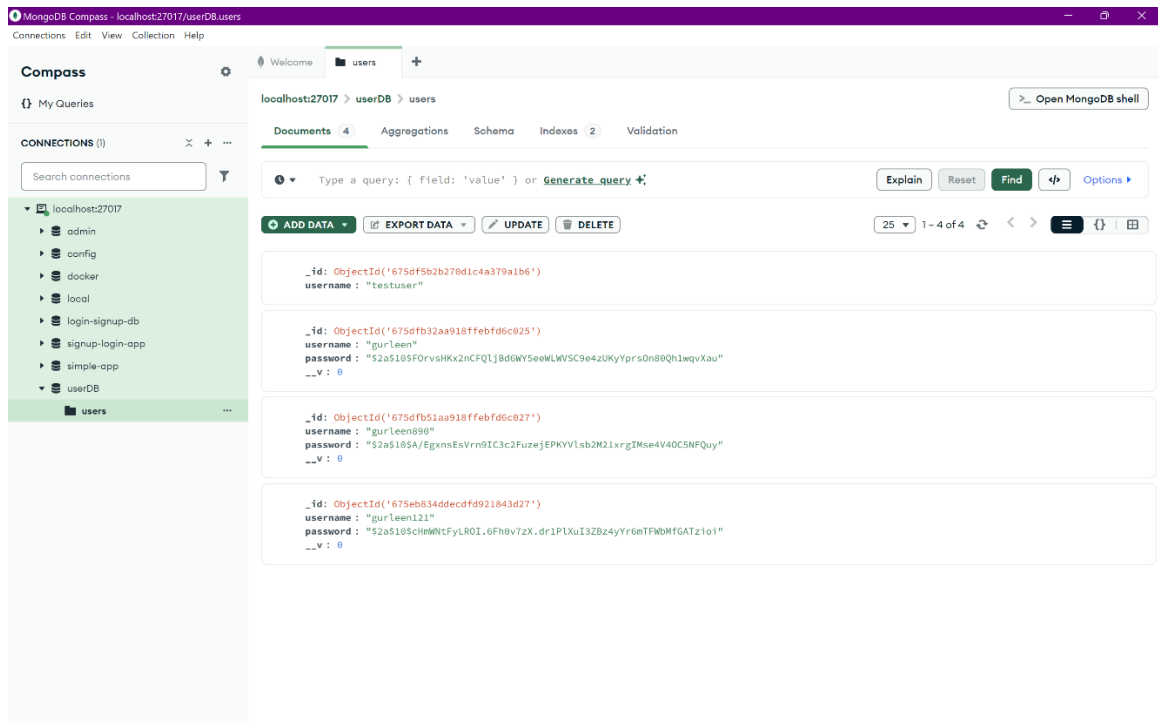 MongoDB Compass - localhost:27017/userDB.users
Connections Edit View Collection Help
Compass
{} My Queries
CONNECTIONS (1)
Search connections
localhost:27017
admin
config
docker
local
login-signup-db
signup-login-app
simple-app
userDB
users
Welcome users
localhost:27017 > userDB > users
>_ Open MongoDB shell
Documents 4 Aggregations Schema Indexes 2 Validation
Type a query: { field: 'value' } or Generate query
Explain Reset Find </> Options
ADD DATA EXPORT DATA UPDATE DELETE
25 1 – 4 of 4 {}
_id: ObjectId('675df5b2b270d1c4a379a1b6')
username : "testuser"
_id: ObjectId('675dfb32aa918ffebfd6c025')
username : "gurleen"
password : "$2a$10$FOrvsHKx2nCFQljBd6WY5eeWLWVSC9e4zUKyYprsOn80Qh1wqvXau"
__v : 0
_id: ObjectId('675dfb51aa918ffebfd6c027')
username : "gurleen890"
password : "$2a$10$A/EgxnsEsVrn9IC3c2FuzejEPKYVlsb2M21xrgIMse4V4OC5NFQuy"
__v : 0
_id: ObjectId('675eb834ddecdfd921843d27')
username : "gurleen121"
password : "$2a$10$cHmWNtFyLROI.6Fh0v7zX.dr1PlXuI3ZBz4yYr6mTFWbMfGATzioi"
__v : 0